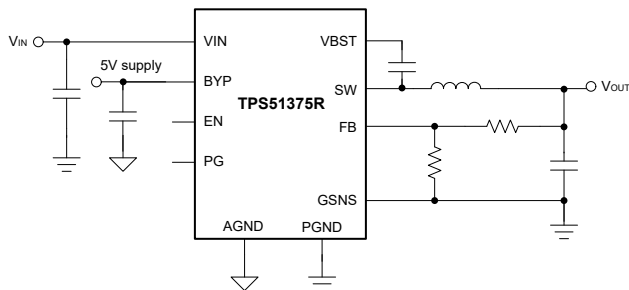 VIN
VIN
VBST
5V supply
BYP
SW
VOUT
TPS51375R
EN
FB
PG
GSNS
AGND
PGND